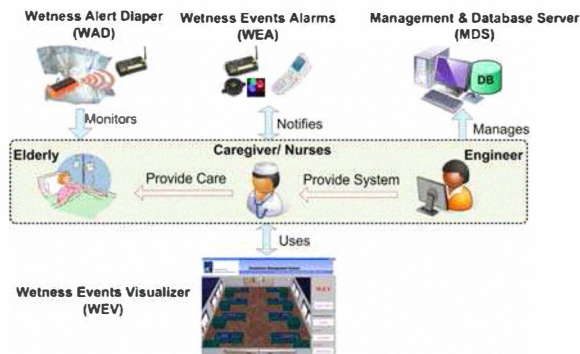 Wetness Alert Diaper
(WAD)
Wetness Events Alarms
(WEA)
Management & Database Server
(MDS)
DB
Monitors
Notifies
Manages
Elderly
Caregiver/ Nurses
Engineer
Provide Care
Provide System
Uses
Wetness Events Visualizer
(WEV)
WEV